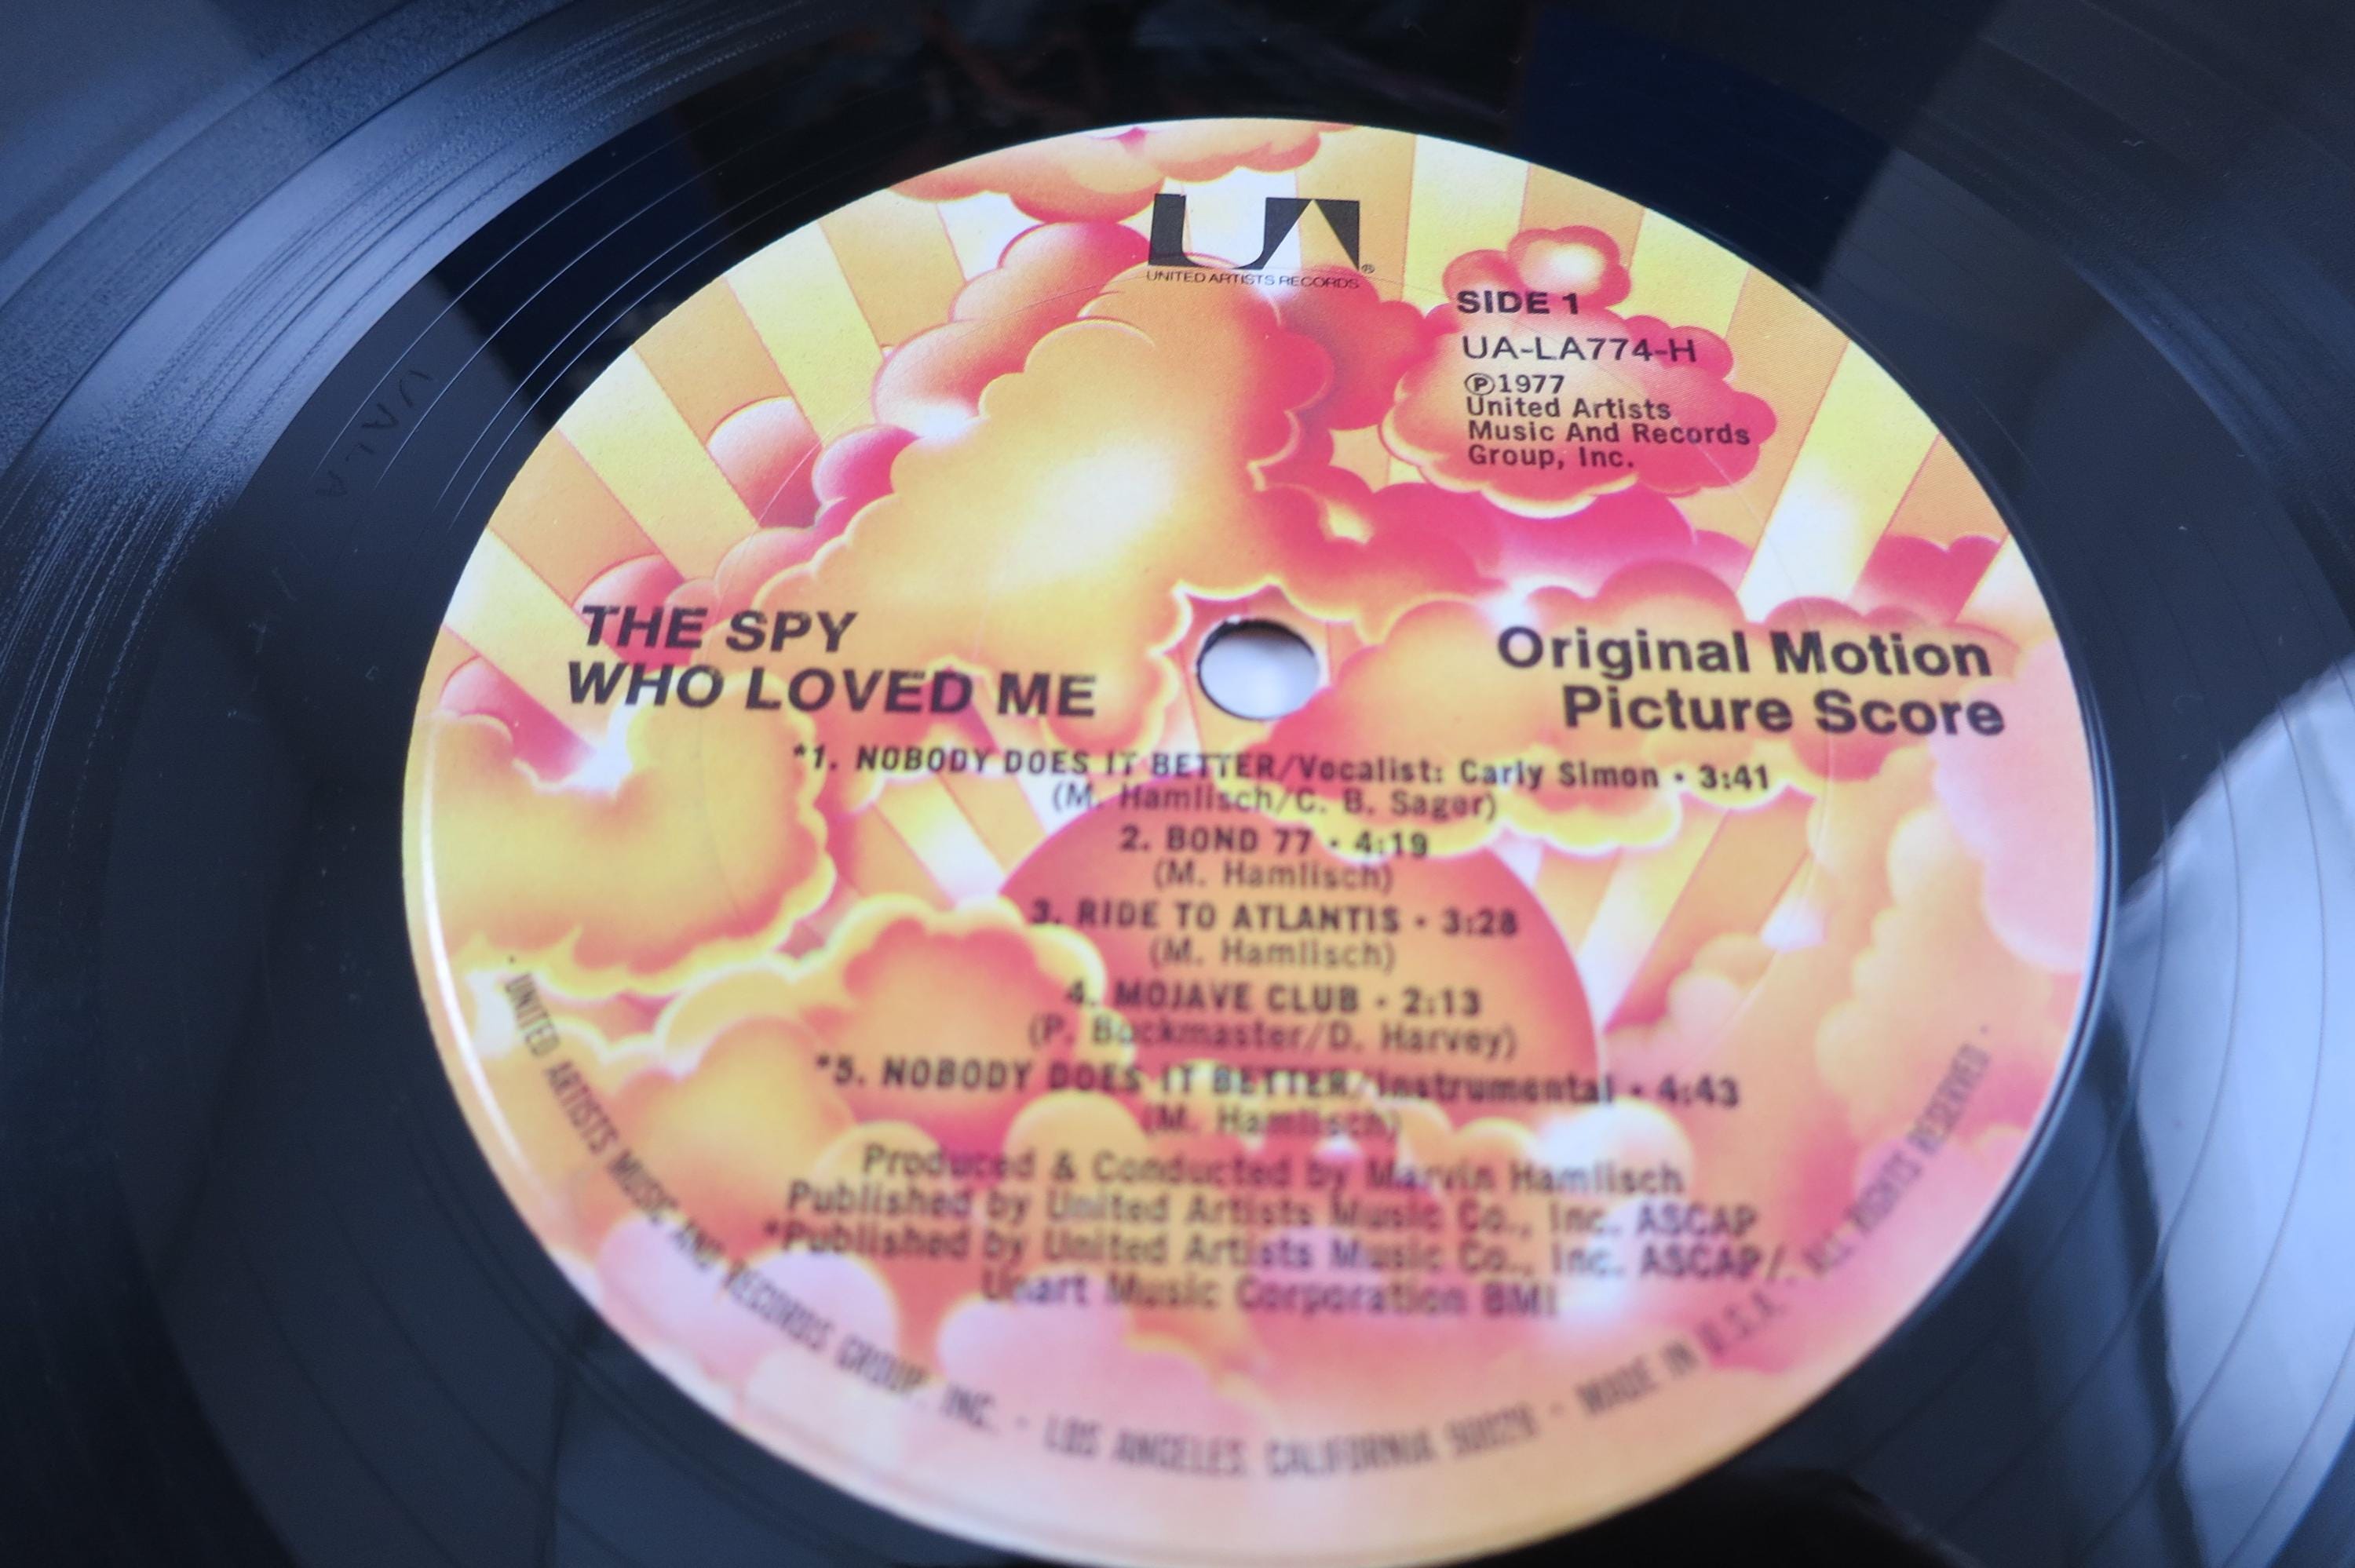 UA
UNITED ARTISTS RECORDS®
SIDE 1
UA-LA774-H
℗1977
United Artists
Music And Records
Group, Inc.
THE SPY
WHO LOVED ME
Original Motion
Picture Score
*1. NOBODY DOES IT BETTER/Vocalist: Carly Simon • 3:41
(M. Hamlisch/C. B. Sager)
2. BOND 77 • 4:19
(M. Hamlisch)
3. RIDE TO ATLANTIS • 3:28
(M. Hamlisch)
4. MOJAVE CLUB • 2:13
(P. Buckmaster/D. Harvey)
*5. NOBODY DOES IT BETTER/Instrumental • 4:43
(M. Hamlisch)
Produced & Conducted by Marvin Hamlisch
Published by United Artists Music Co., Inc. ASCAP
*Published by United Artists Music Co., Inc. ASCAP/
Unart Music Corporation BMI
• UNITED ARTISTS MUSIC AND RECORDS GROUP, INC. • LOS ANGELES, CALIFORNIA • MADE IN U.S.A. • ALL RIGHTS RESERVED •
UA-LA